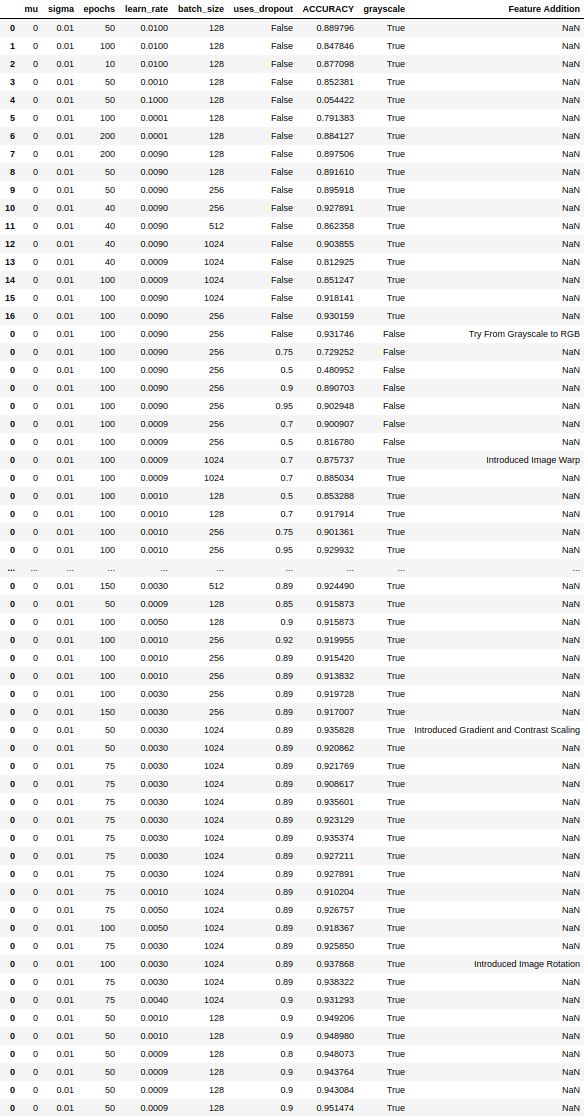 mu sigma epochs learn_rate batch_size uses_dropout ACCURACY grayscale Feature Addition
0 0 0.01 50 0.0100 128 False 0.889796 True NaN
1 0 0.01 100 0.0100 128 False 0.847846 True NaN
2 0 0.01 10 0.0100 128 False 0.877098 True NaN
3 0 0.01 50 0.0010 128 False 0.852381 True NaN
4 0 0.01 50 0.1000 128 False 0.054422 True NaN
5 0 0.01 100 0.0001 128 False 0.791383 True NaN
6 0 0.01 200 0.0001 128 False 0.884127 True NaN
7 0 0.01 200 0.0090 128 False 0.897506 True NaN
8 0 0.01 50 0.0090 128 False 0.891610 True NaN
9 0 0.01 50 0.0090 256 False 0.895918 True NaN
10 0 0.01 40 0.0090 256 False 0.927891 True NaN
11 0 0.01 40 0.0090 512 False 0.862358 True NaN
12 0 0.01 40 0.0090 1024 False 0.903855 True NaN
13 0 0.01 40 0.0009 1024 False 0.812925 True NaN
14 0 0.01 100 0.0009 1024 False 0.851247 True NaN
15 0 0.01 100 0.0090 1024 False 0.918141 True NaN
16 0 0.01 100 0.0090 256 False 0.930159 True NaN
0 0 0.01 100 0.0090 256 False 0.931746 False Try From Grayscale to RGB
0 0 0.01 100 0.0090 256 0.75 0.729252 False NaN
0 0 0.01 100 0.0090 256 0.5 0.480952 False NaN
0 0 0.01 100 0.0090 256 0.9 0.890703 False NaN
0 0 0.01 100 0.0090 256 0.95 0.902948 False NaN
0 0 0.01 100 0.0009 256 0.7 0.900907 False NaN
0 0 0.01 100 0.0009 256 0.5 0.816780 False NaN
0 0 0.01 100 0.0009 1024 0.7 0.875737 True Introduced Image Warp
0 0 0.01 100 0.0009 1024 0.7 0.885034 True NaN
0 0 0.01 100 0.0010 128 0.5 0.853288 True NaN
0 0 0.01 100 0.0010 128 0.7 0.917914 True NaN
0 0 0.01 100 0.0010 256 0.75 0.901361 True NaN
0 0 0.01 100 0.0010 256 0.95 0.929932 True NaN
... ... ... ... ... ... ... ... ... ...
0 0 0.01 150 0.0030 512 0.89 0.924490 True NaN
0 0 0.01 50 0.0009 128 0.85 0.915873 True NaN
0 0 0.01 100 0.0050 128 0.9 0.915873 True NaN
0 0 0.01 100 0.0010 256 0.92 0.919955 True NaN
0 0 0.01 100 0.0010 256 0.89 0.915420 True NaN
0 0 0.01 100 0.0010 256 0.89 0.913832 True NaN
0 0 0.01 100 0.0030 256 0.89 0.919728 True NaN
0 0 0.01 150 0.0030 256 0.89 0.917007 True NaN
0 0 0.01 50 0.0030 1024 0.89 0.935828 True Introduced Gradient and Contrast Scaling
0 0 0.01 50 0.0030 1024 0.89 0.920862 True NaN
0 0 0.01 75 0.0030 1024 0.89 0.921769 True NaN
0 0 0.01 75 0.0030 1024 0.89 0.908617 True NaN
0 0 0.01 75 0.0030 1024 0.89 0.935601 True NaN
0 0 0.01 75 0.0030 1024 0.89 0.923129 True NaN
0 0 0.01 75 0.0030 1024 0.89 0.935374 True NaN
0 0 0.01 75 0.0030 1024 0.89 0.927211 True NaN
0 0 0.01 75 0.0030 1024 0.89 0.927891 True NaN
0 0 0.01 75 0.0010 1024 0.89 0.910204 True NaN
0 0 0.01 75 0.0050 1024 0.89 0.926757 True NaN
0 0 0.01 100 0.0050 1024 0.89 0.918367 True NaN
0 0 0.01 75 0.0030 1024 0.89 0.925850 True NaN
0 0 0.01 100 0.0030 1024 0.89 0.937868 True Introduced Image Rotation
0 0 0.01 75 0.0030 1024 0.89 0.938322 True NaN
0 0 0.01 75 0.0040 1024 0.9 0.931293 True NaN
0 0 0.01 50 0.0010 128 0.9 0.949206 True NaN
0 0 0.01 50 0.0010 128 0.9 0.948980 True NaN
0 0 0.01 50 0.0009 128 0.8 0.948073 True NaN
0 0 0.01 50 0.0009 128 0.9 0.943764 True NaN
0 0 0.01 50 0.0009 128 0.9 0.943084 True NaN
0 0 0.01 50 0.0009 128 0.9 0.951474 True NaN